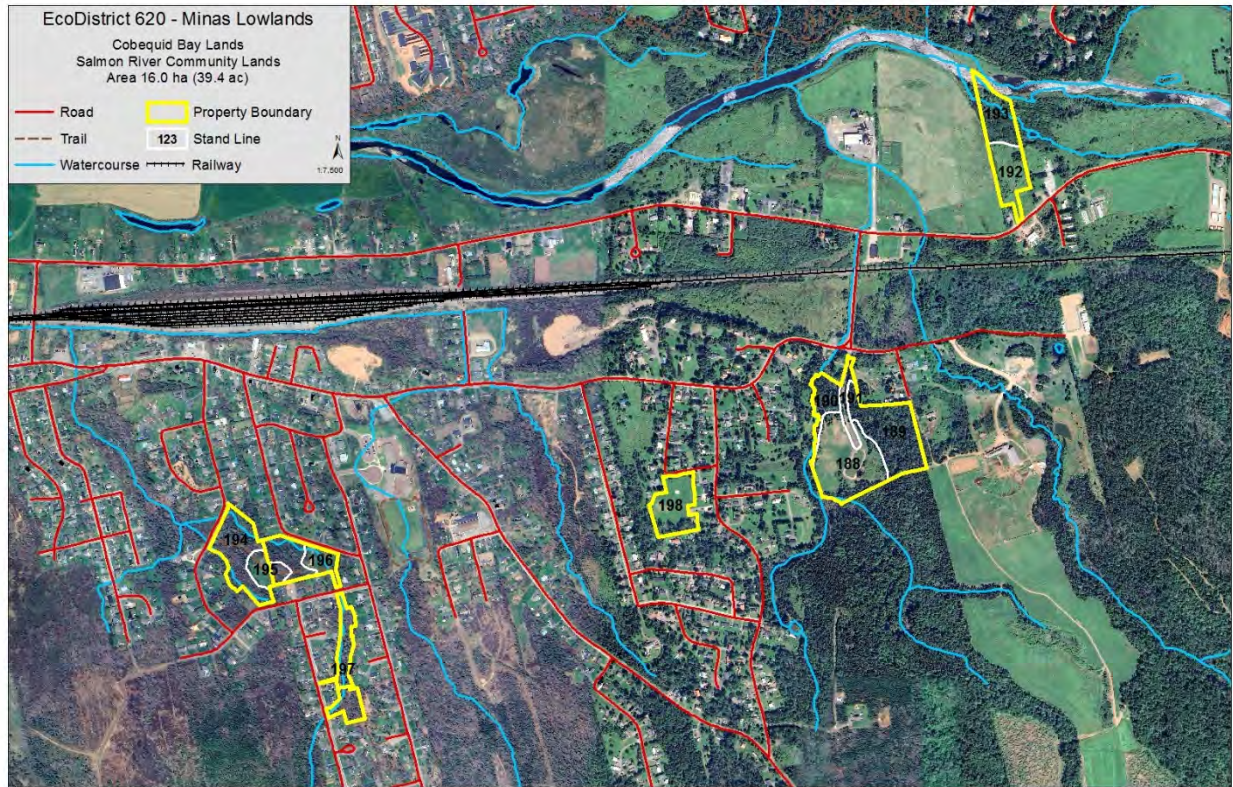 EcoDistrict 620 - Minas Lowlands
Cobequid Bay Lands
Salmon River Community Lands
Area 16.0 ha (39.4 ac)
Road
Property Boundary
Trail
123 Stand Line
Watercourse
Railway
N
1:7,500
193
192
190
191
189
188
198
194
195
196
197